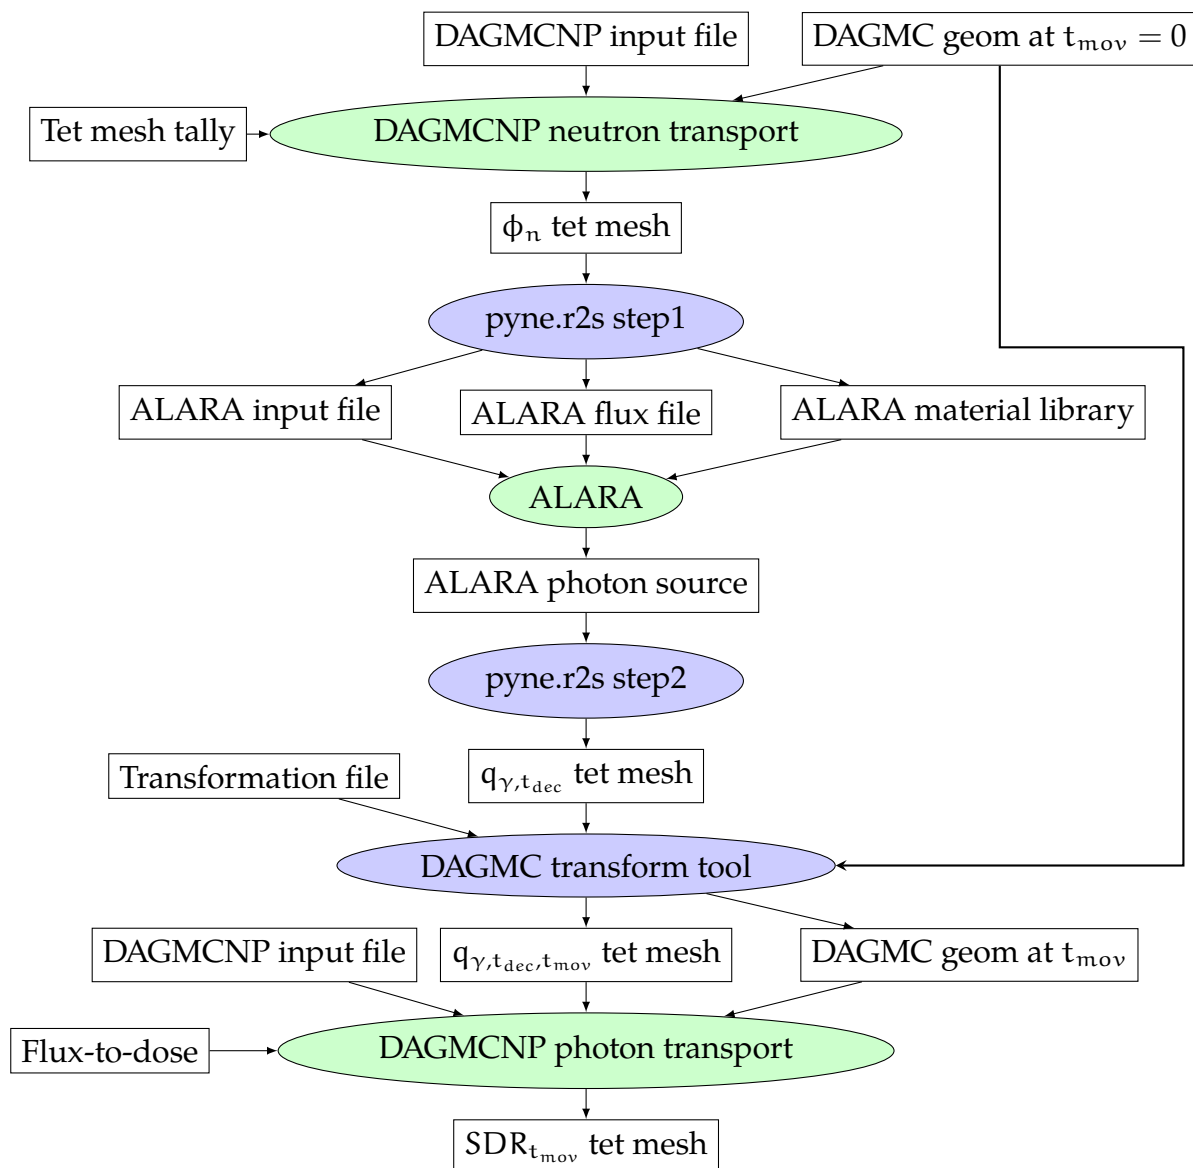 DAGMCNP input file
DAGMC geom at t_mov = 0
Tet mesh tally
DAGMCNP neutron transport
ϕ_n tet mesh
pyne.r2s step1
ALARA input file
ALARA flux file
ALARA material library
ALARA
ALARA photon source
pyne.r2s step2
Transformation file
q_γ,t_dec tet mesh
DAGMC transform tool
DAGMCNP input file
q_γ,t_dec,t_mov tet mesh
DAGMC geom at t_mov
Flux-to-dose
DAGMCNP photon transport
SDR_t_mov tet mesh